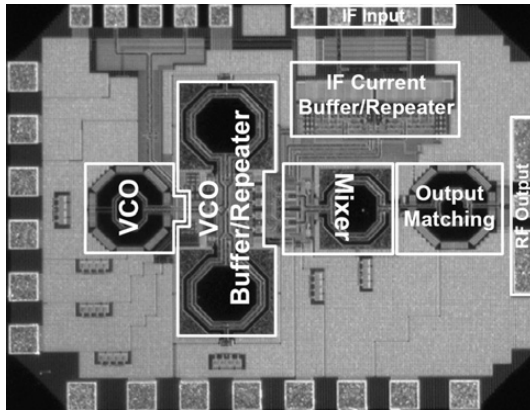 IF Input
IF Current
Buffer/Repeater
VCO
VCO
Buffer/Repeater
Mixer
Output
Matching
RF Output